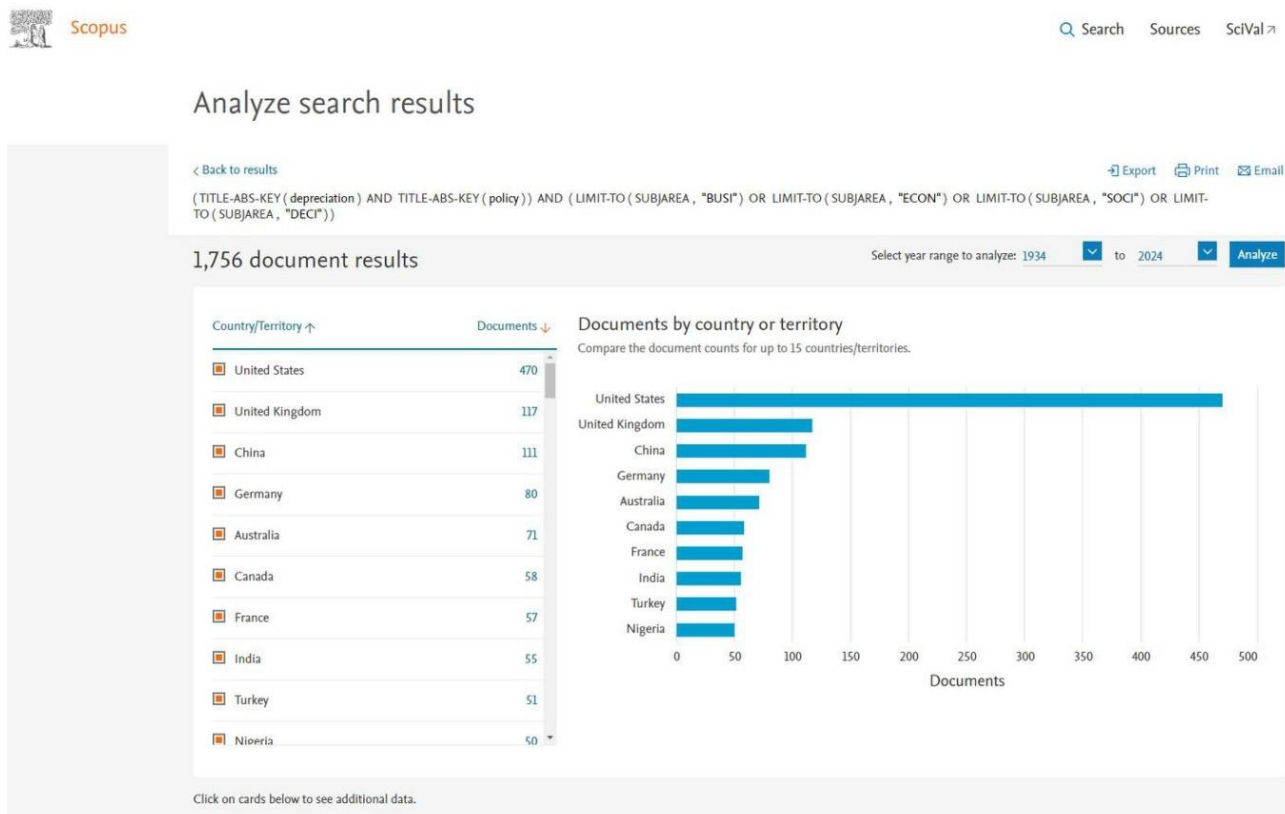 Scopus
Search Sources SciVal
Analyze search results
Back to results
Export Print Email
(TITLE-ABS-KEY(depreciation) AND TITLE-ABS-KEY(policy)) AND (LIMIT-TO(SUBJAREA, "BUSI") OR LIMIT-TO(SUBJAREA, "ECON") OR LIMIT-TO(SUBJAREA, "SOCI") OR LIMIT-
TO(SUBJAREA, "DECI"))
1,756 document results
Select year range to analyze: 1934 to 2024 Analyze
Country/Territory Documents
United States 470
United Kingdom 117
China 111
Germany 80
Australia 71
Canada 58
France 57
India 55
Turkey 51
Nigeria 50
Documents by country or territory
Compare the document counts for up to 15 countries/territories.
United States
United Kingdom
China
Germany
Australia
Canada
France
India
Turkey
Nigeria
0 50 100 150 200 250 300 350 400 450 500
Documents
Click on cards below to see additional data.